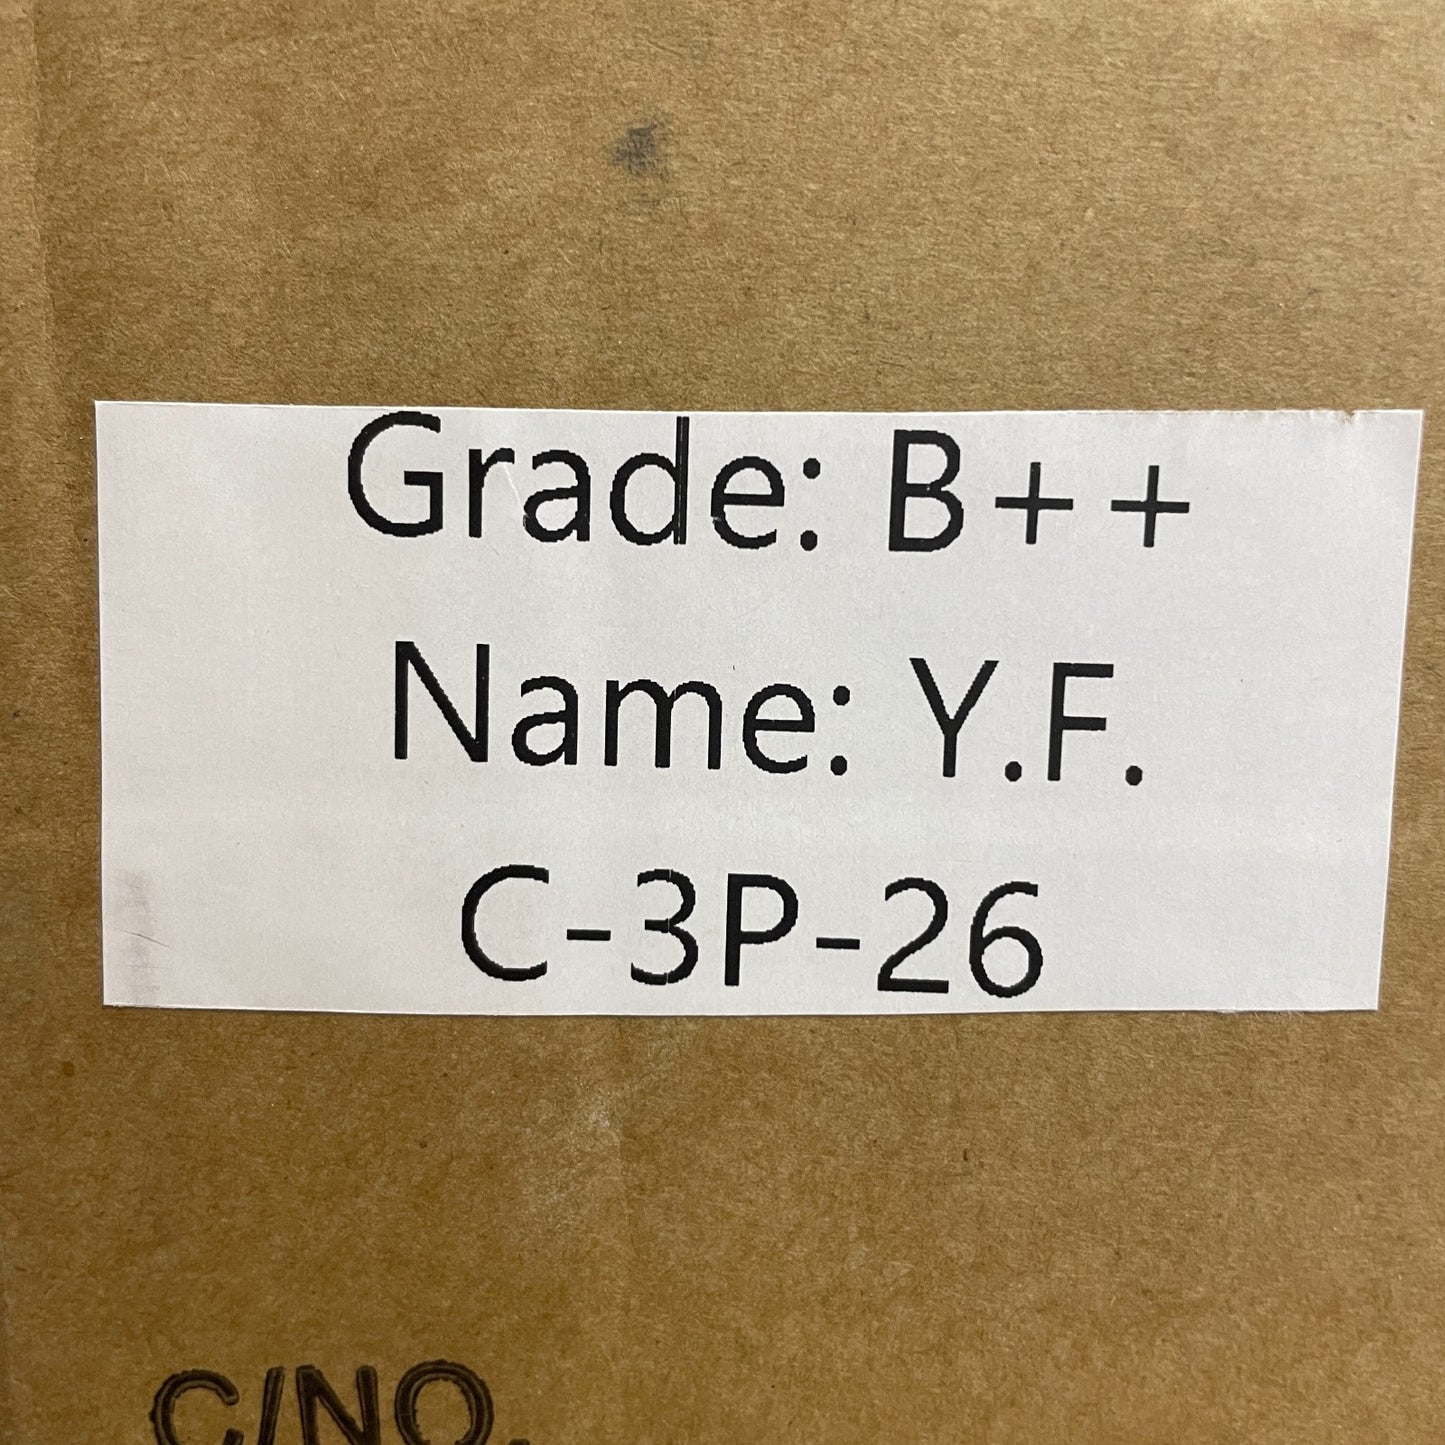 Grade: B++
Name: Y.F.
C-3P-26
C/NO.